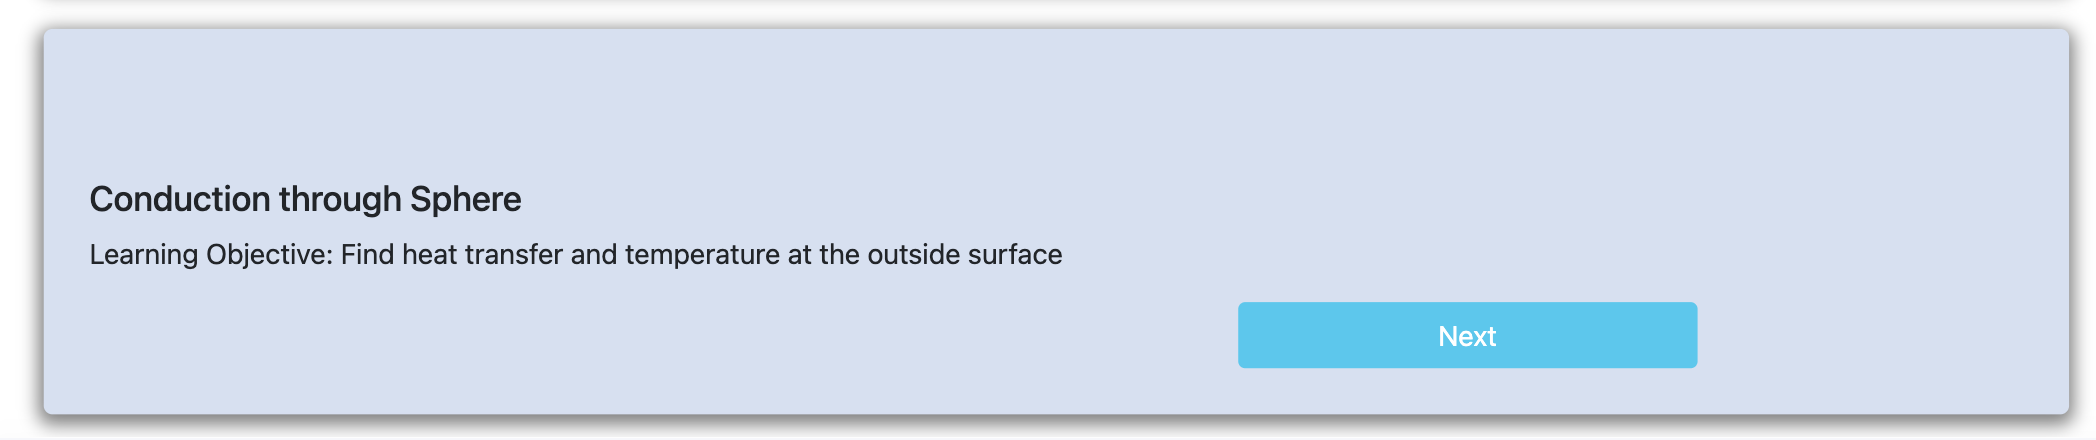 Conduction through Sphere
Learning Objective: Find heat transfer and temperature at the outside surface
Next